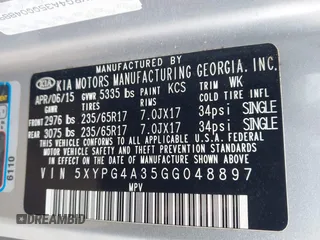 MANUFACTURED BY
KIA KIA MOTORS MANUFACTURING GEORGIA, INC.
APR/06/15 GVWR 5335 lbs PAINT KCS TRIM WK
GAWR TIRES RIMS COLD TIRE INF.
FRONT 2976 lbs 235/65R17 7.0JX17 34psi SINGLE
REAR 3075 lbs 235/65R17 7.0JX17 34psi SINGLE
THIS VEHICLE CONFORMS TO ALL APPLICABLE U.S.A. FEDERAL
MOTOR VEHICLE SAFETY AND THEFT PREVENTION STANDARDS
IN EFFECT ON THE DATE OF MANUFACTURE SHOWN ABOVE.
VIN 5XYPG4A35GG048897
MPV
6110
DREAMBID